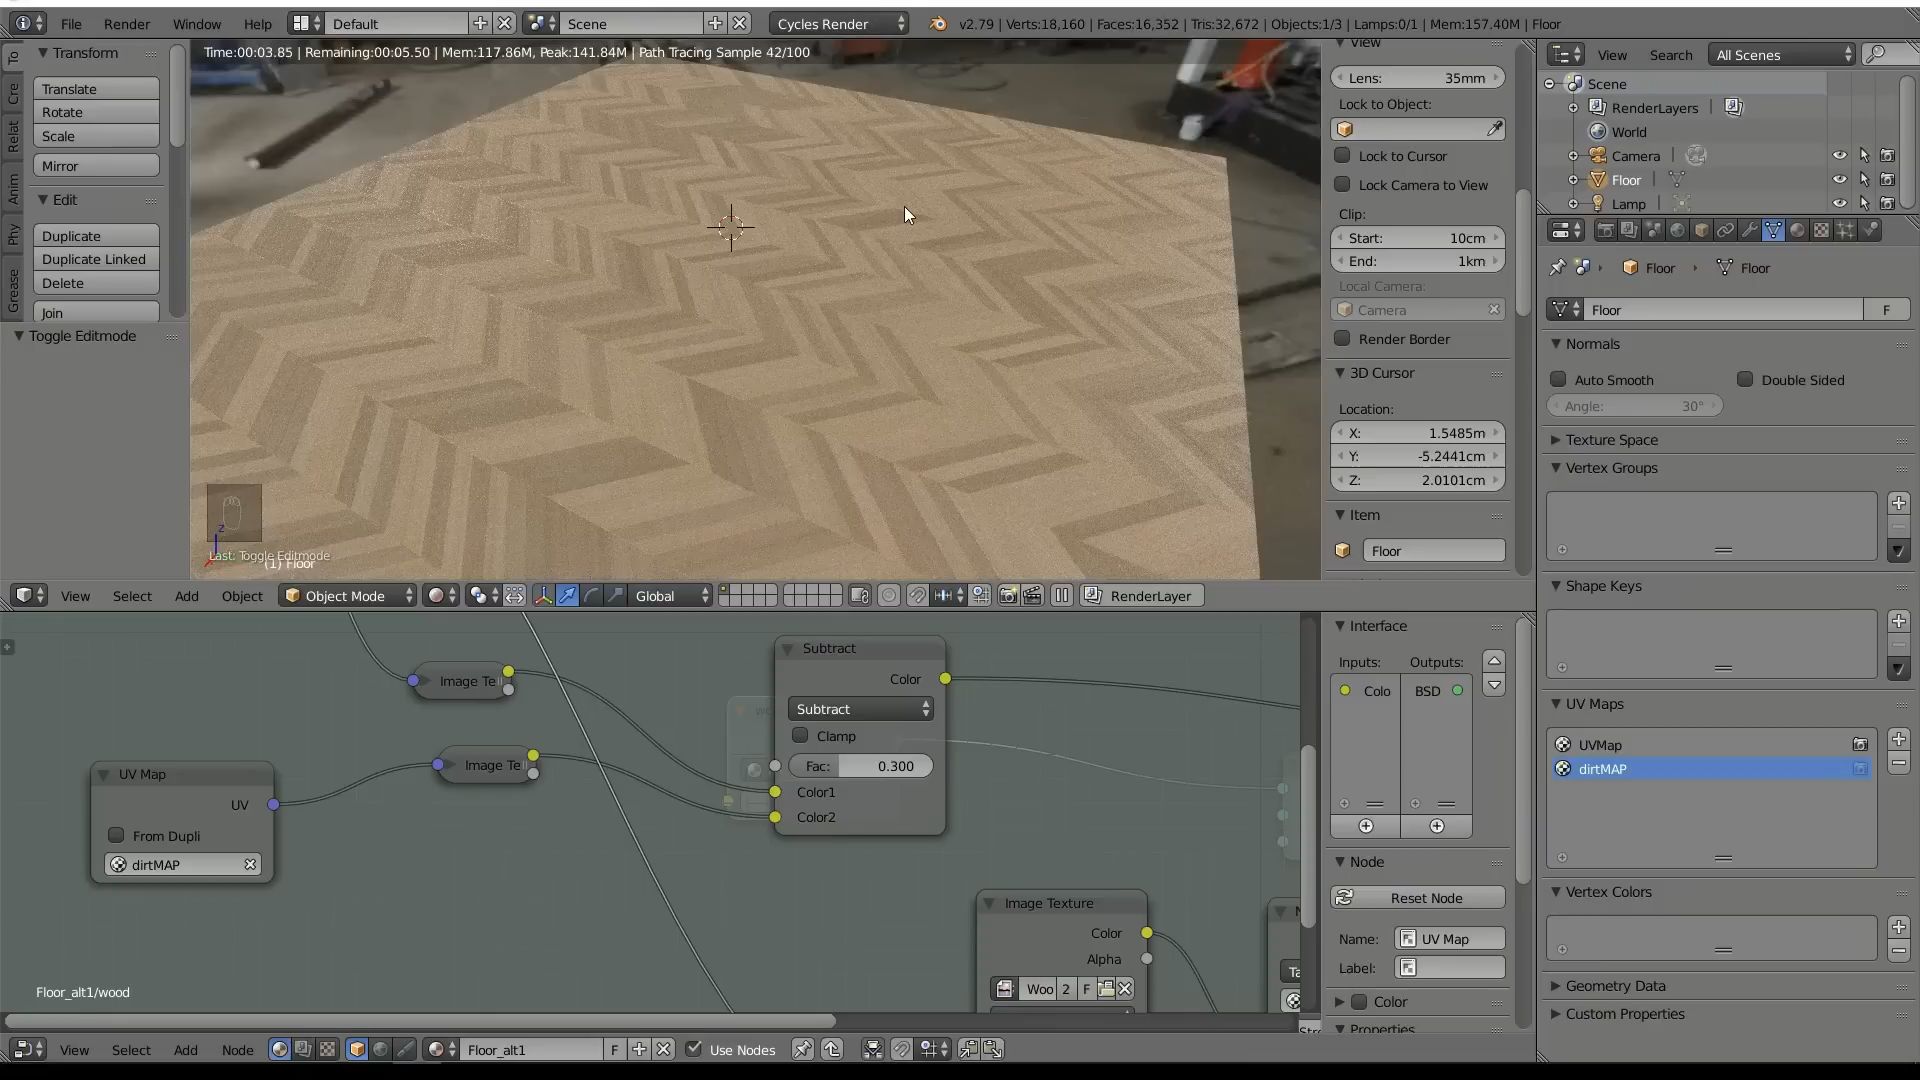 File Render Window Help Default Scene Cycles Render v2.79 | Verts:18,160 | Faces:16,352 | Tris:32,672 | Objects:1/3 | Lamps:0/1 | Mem:157.40M | Floor
Time:00:03.85 | Remaining:00:05.50 | Mem:117.86M, Peak:141.84M | Path Tracing Sample 42/100
To
Cre
Relat
Anim
Phy
Grease
Transform
Translate
Rotate
Scale
Mirror
Edit
Duplicate
Duplicate Linked
Delete
Join
Toggle Editmode
Last: Toggle Editmode
(1) Floor
z
View
Lens: 35mm
Lock to Object:
Lock to Cursor
Lock Camera to View
Clip:
Start: 10cm
End: 1km
Local Camera:
Camera
Render Border
3D Cursor
Location:
X: 1.5485m
Y: -5.2441cm
Z: 2.0101cm
Item
Floor
View Search All Scenes
Scene
RenderLayers
World
Camera
Floor
Lamp
Floor Floor
Floor F
Normals
Auto Smooth Double Sided
Angle: 30°
Texture Space
Vertex Groups
Shape Keys
UV Maps
UVMap
dirtMAP
Vertex Colors
Geometry Data
Custom Properties
View Select Add Object Object Mode Global RenderLayer
Image Te
Image Te
UV Map
UV
From Dupli
dirtMAP
Subtract
Color
Subtract
Clamp
Fac: 0.300
Color1
Color2
Image Texture
Color
Alpha
Woo 2 F
Ta
Floor_alt1/wood
Interface
Inputs: Outputs:
Colo BSD
Node
Reset Node
Name: UV Map
Label:
Color
Properties
View Select Add Node Floor_alt1 F Use Nodes